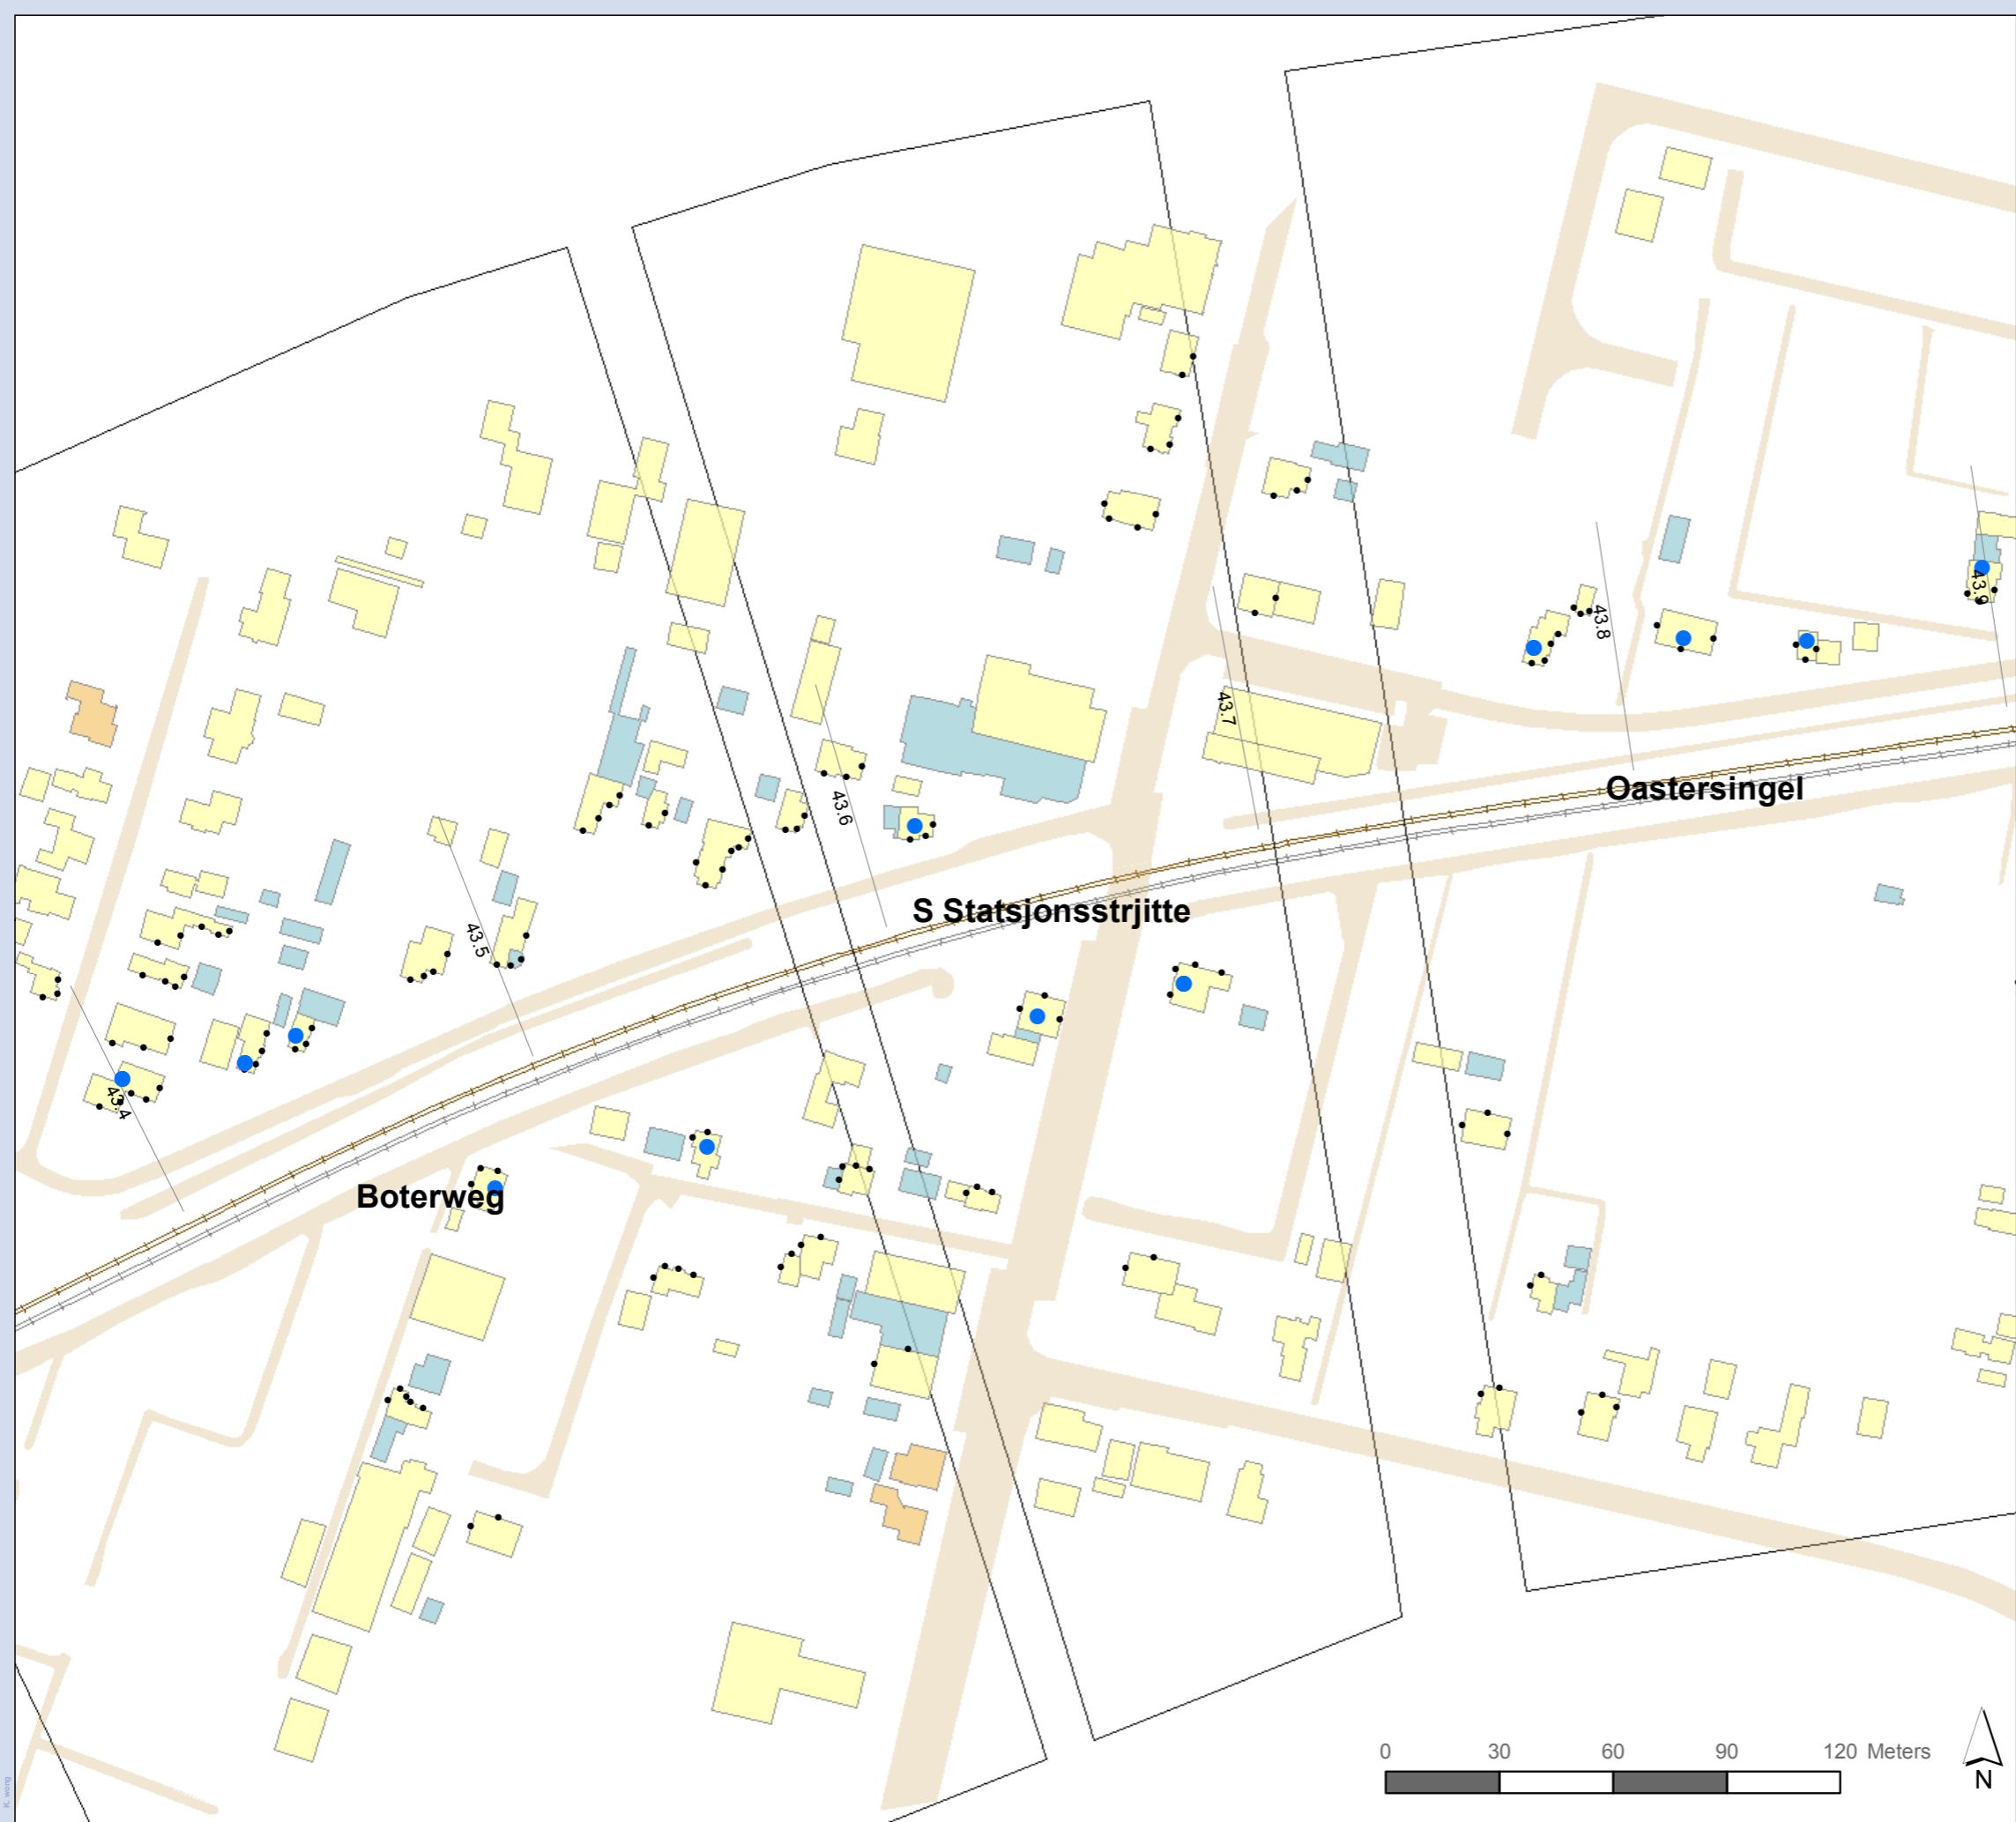 43.9
43.8
43.7
Oastersingel
43.6
S Statsjonsstrjitte
43.5
43.4
Boterweg
0 30 60 90 120 Meters
N
K. wong